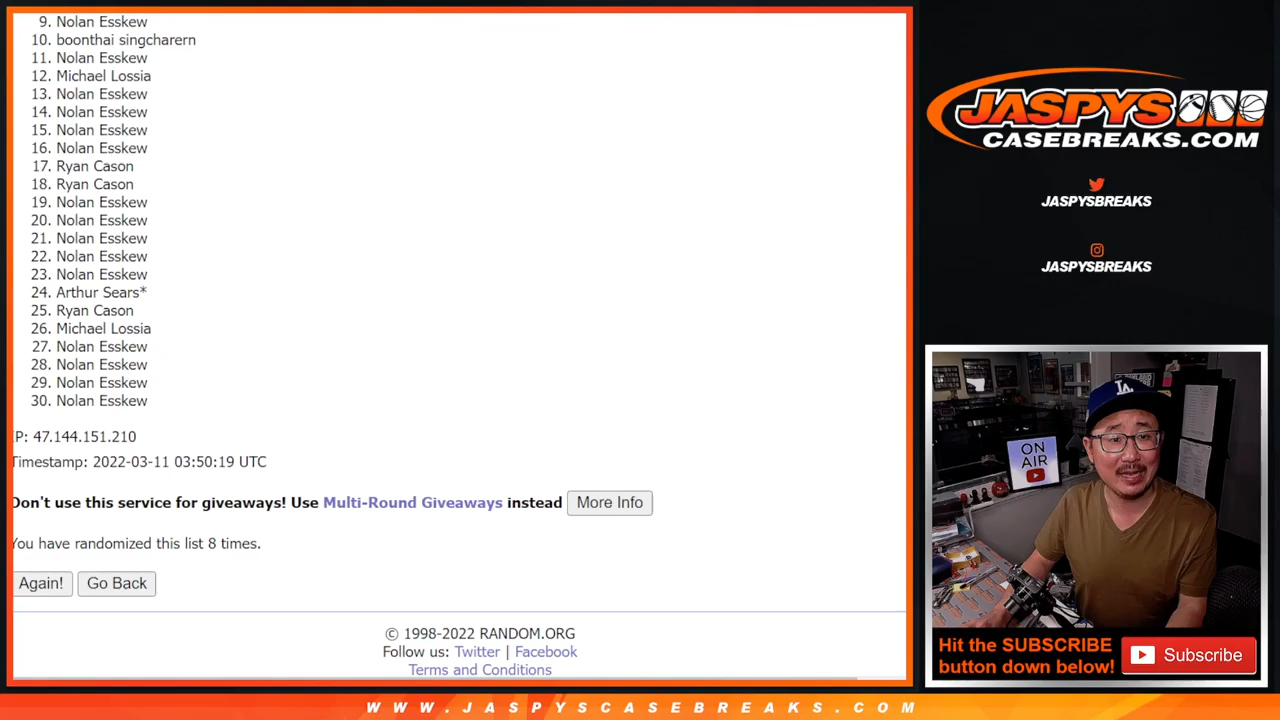 9. Nolan Esskew
10. boonthai singcharern
11. Nolan Esskew
12. Michael Lossia
13. Nolan Esskew
14. Nolan Esskew
15. Nolan Esskew
16. Nolan Esskew
17. Ryan Cason
18. Ryan Cason
19. Nolan Esskew
20. Nolan Esskew
21. Nolan Esskew
22. Nolan Esskew
23. Nolan Esskew
24. Arthur Sears*
25. Ryan Cason
26. Michael Lossia
27. Nolan Esskew
28. Nolan Esskew
29. Nolan Esskew
30. Nolan Esskew
IP: 47.144.151.210
Timestamp: 2022-03-11 03:50:19 UTC
Don't use this service for giveaways! Use Multi-Round Giveaways instead More Info
You have randomized this list 8 times.
Again! Go Back
© 1998-2022 RANDOM.ORG
Follow us: Twitter | Facebook
Terms and Conditions
JASPYS
CASEBREAKS.COM
JASPYSBREAKS
JASPYSBREAKS
ON
AIR
LA
Hit the SUBSCRIBE
button down below!
Subscribe
WWW.JASPYSCASEBREAKS.COM